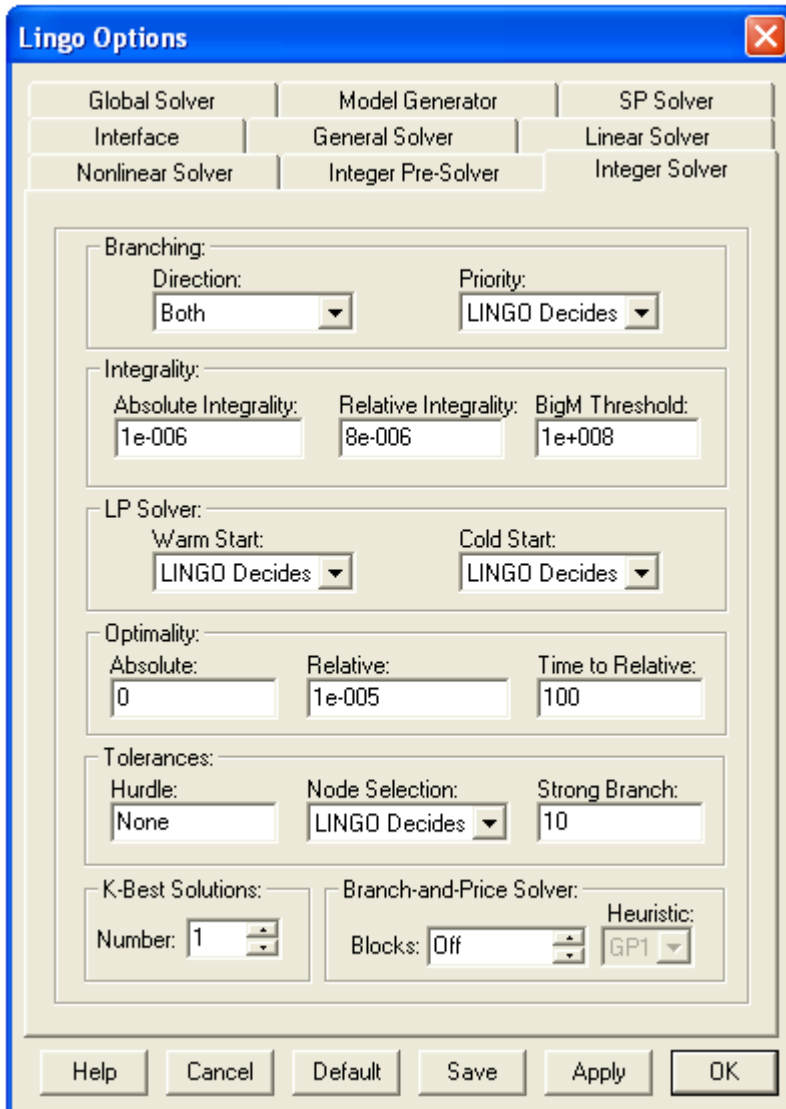 Lingo Options
Global Solver Model Generator SP Solver
Interface General Solver Linear Solver
Nonlinear Solver Integer Pre-Solver Integer Solver
Branching:
Direction: Priority:
Both LINGO Decides
Integrality:
Absolute Integrality: Relative Integrality: BigM Threshold:
1e-006 8e-006 1e+008
LP Solver:
Warm Start: Cold Start:
LINGO Decides LINGO Decides
Optimality:
Absolute: Relative: Time to Relative:
0 1e-005 100
Tolerances:
Hurdle: Node Selection: Strong Branch:
None LINGO Decides 10
K-Best Solutions: Branch-and-Price Solver:
Heuristic:
Number: 1 Blocks: Off GP1
Help Cancel Default Save Apply OK